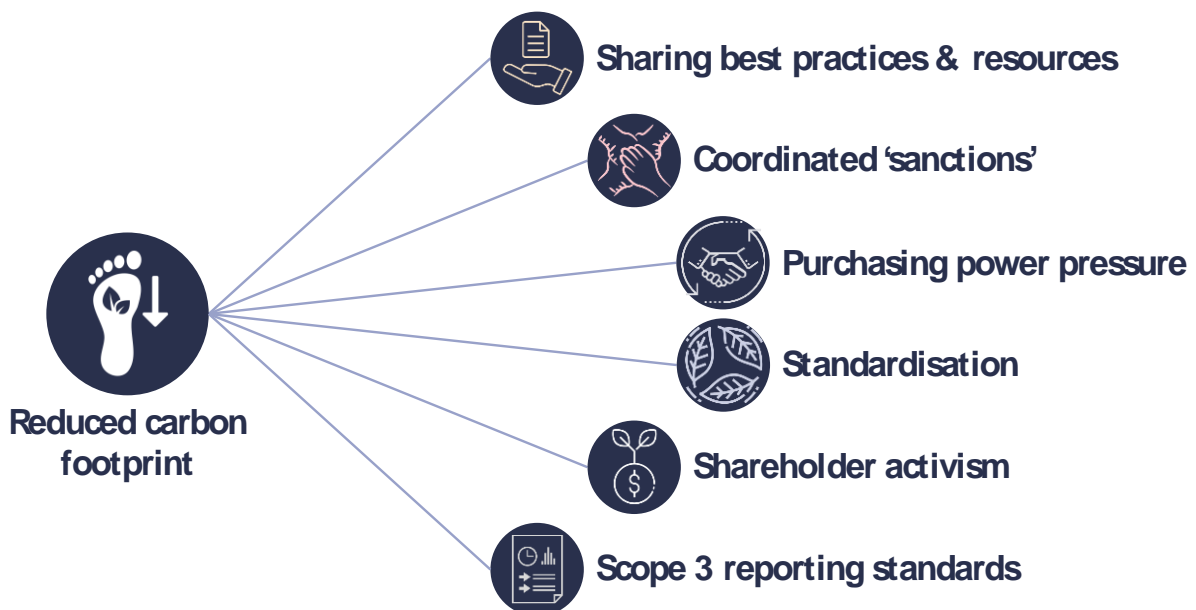 Sharing best practices & resources
Coordinated ‘sanctions’
Purchasing power pressure
Standardisation
Reduced carbon
footprint
Shareholder activism
$
Scope 3 reporting standards